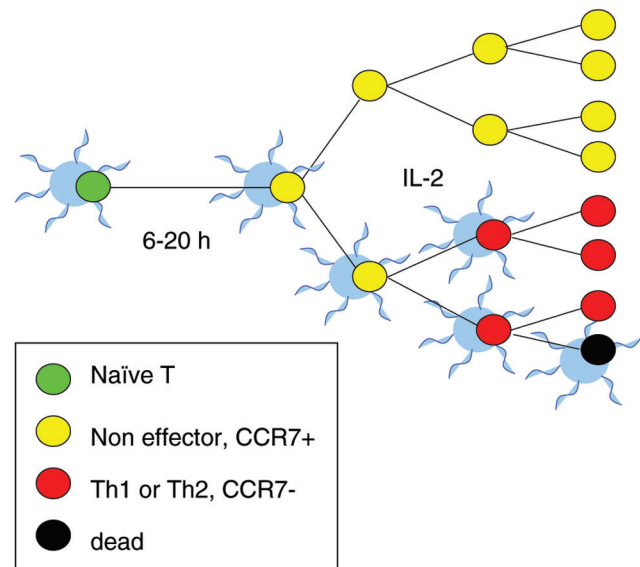 IL-2
6-20 h
Naïve T
Non effector, CCR7+
Th1 or Th2, CCR7-
dead